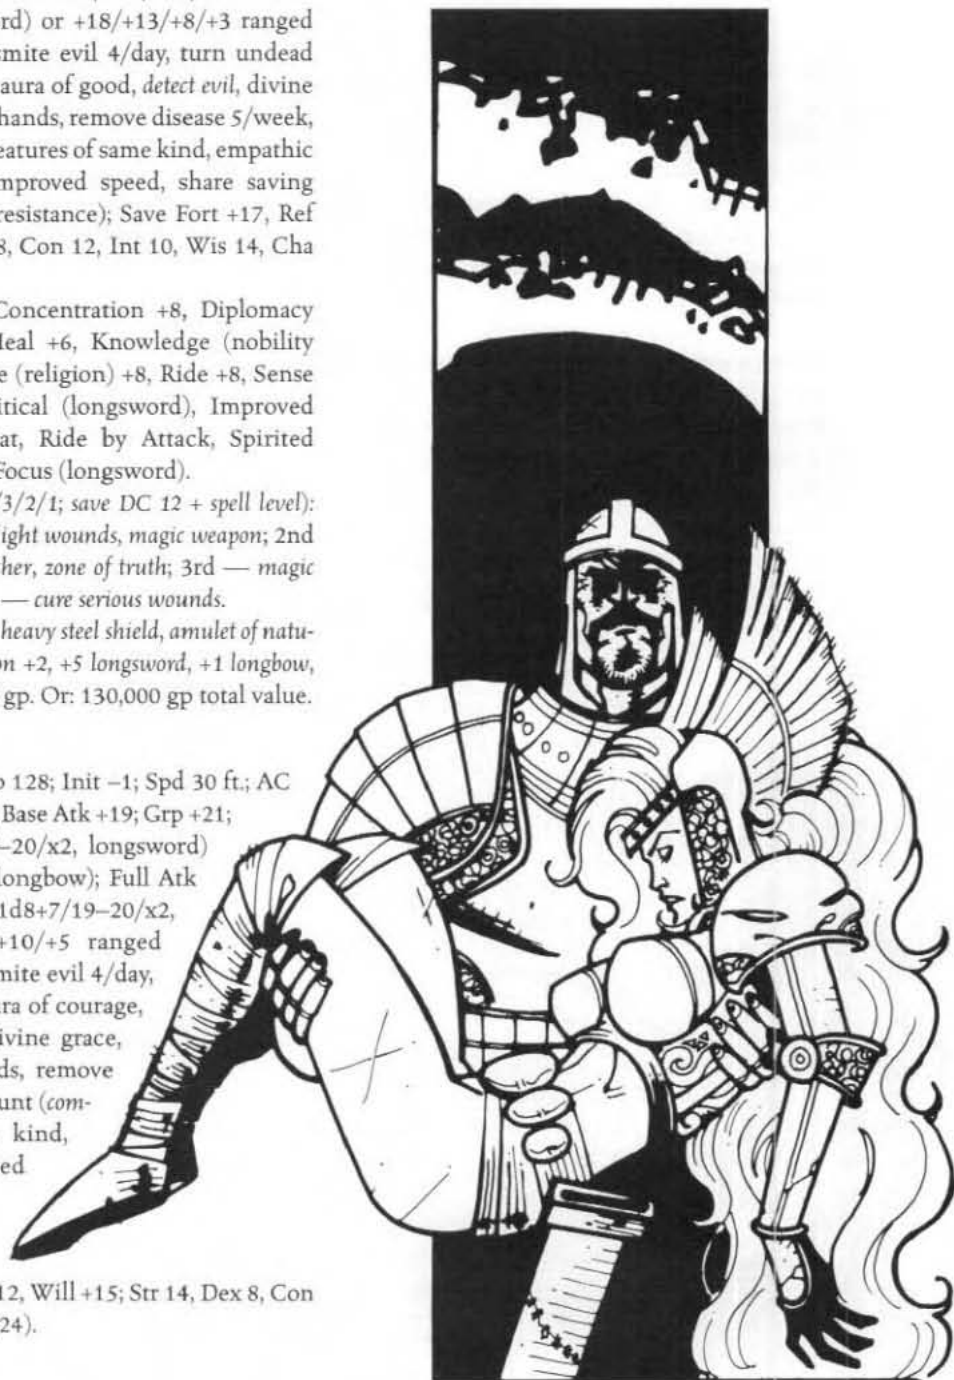 rd) or +18/+13/+8/+3 ranged
smite evil 4/day, turn undead
aura of good, detect evil, divine
hands, remove disease 5/week,
eatures of same kind, empathic
mproved speed, share saving
resistance); Save Fort +17, Ref
8, Con 12, Int 10, Wis 14, Cha
Concentration +8, Diplomacy
Heal +6, Knowledge (nobility
e (religion) +8, Ride +8, Sense
itical (longsword), Improved
at, Ride by Attack, Spirited
Focus (longsword).
/3/2/1; save DC 12 + spell level):
ight wounds, magic weapon; 2nd
her, zone of truth; 3rd — magic
— cure serious wounds.
heavy steel shield, amulet of natu-
on +2, +5 longsword, +1 longbow,
gp. Or: 130,000 gp total value.
p 128; Init –1; Spd 30 ft.; AC
Base Atk +19; Grp +21;
–20/x2, longsword)
longbow); Full Atk
1d8+7/19–20/x2,
+10/+5 ranged
mite evil 4/day,
ra of courage,
ivine grace,
ds, remove
unt (com-
kind,
ed
12, Will +15; Str 14, Dex 8, Con
24).